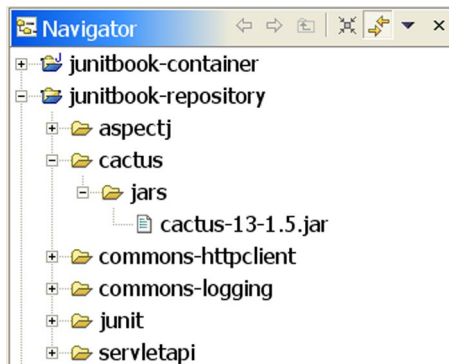 Navigator
junitbook-container
junitbook-repository
aspectj
cactus
jars
cactus-13-1.5.jar
commons-httpclient
commons-logging
junit
servletapi